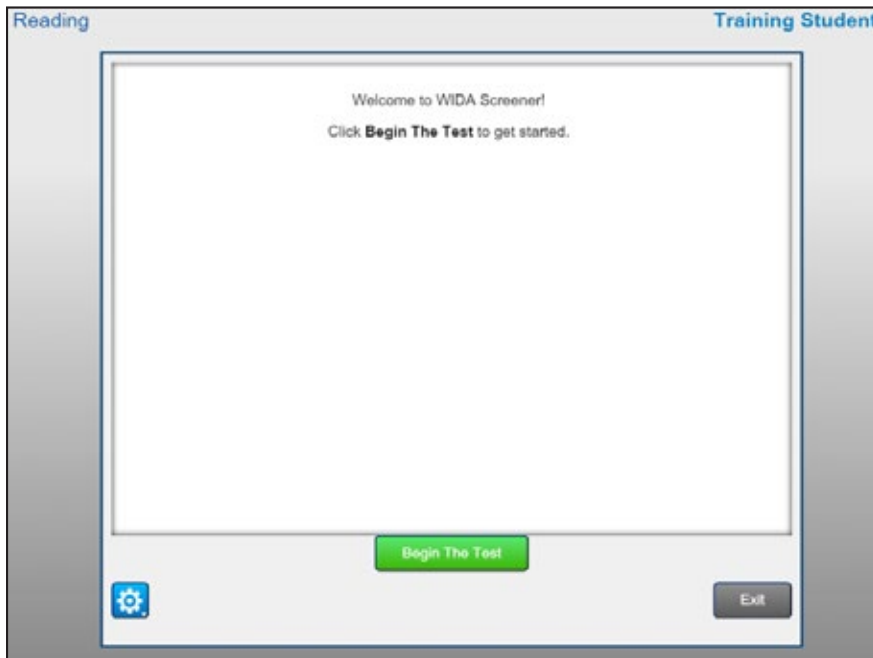 Reading
Training Student
Welcome to WIDA Screener!
Click Begin The Test to get started.
Begin The Test
Exit